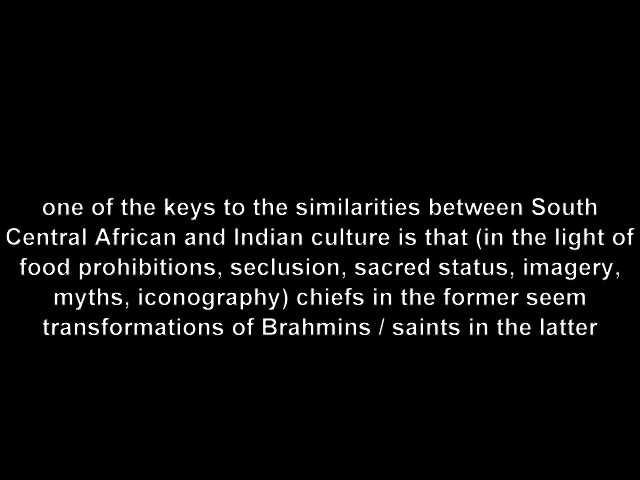 one of the keys to the similarities between South
Central African and Indian culture is that (in the light of
food prohibitions, seclusion, sacred status, imagery,
myths, iconography) chiefs in the former seem
transformations of Brahmins / saints in the latter